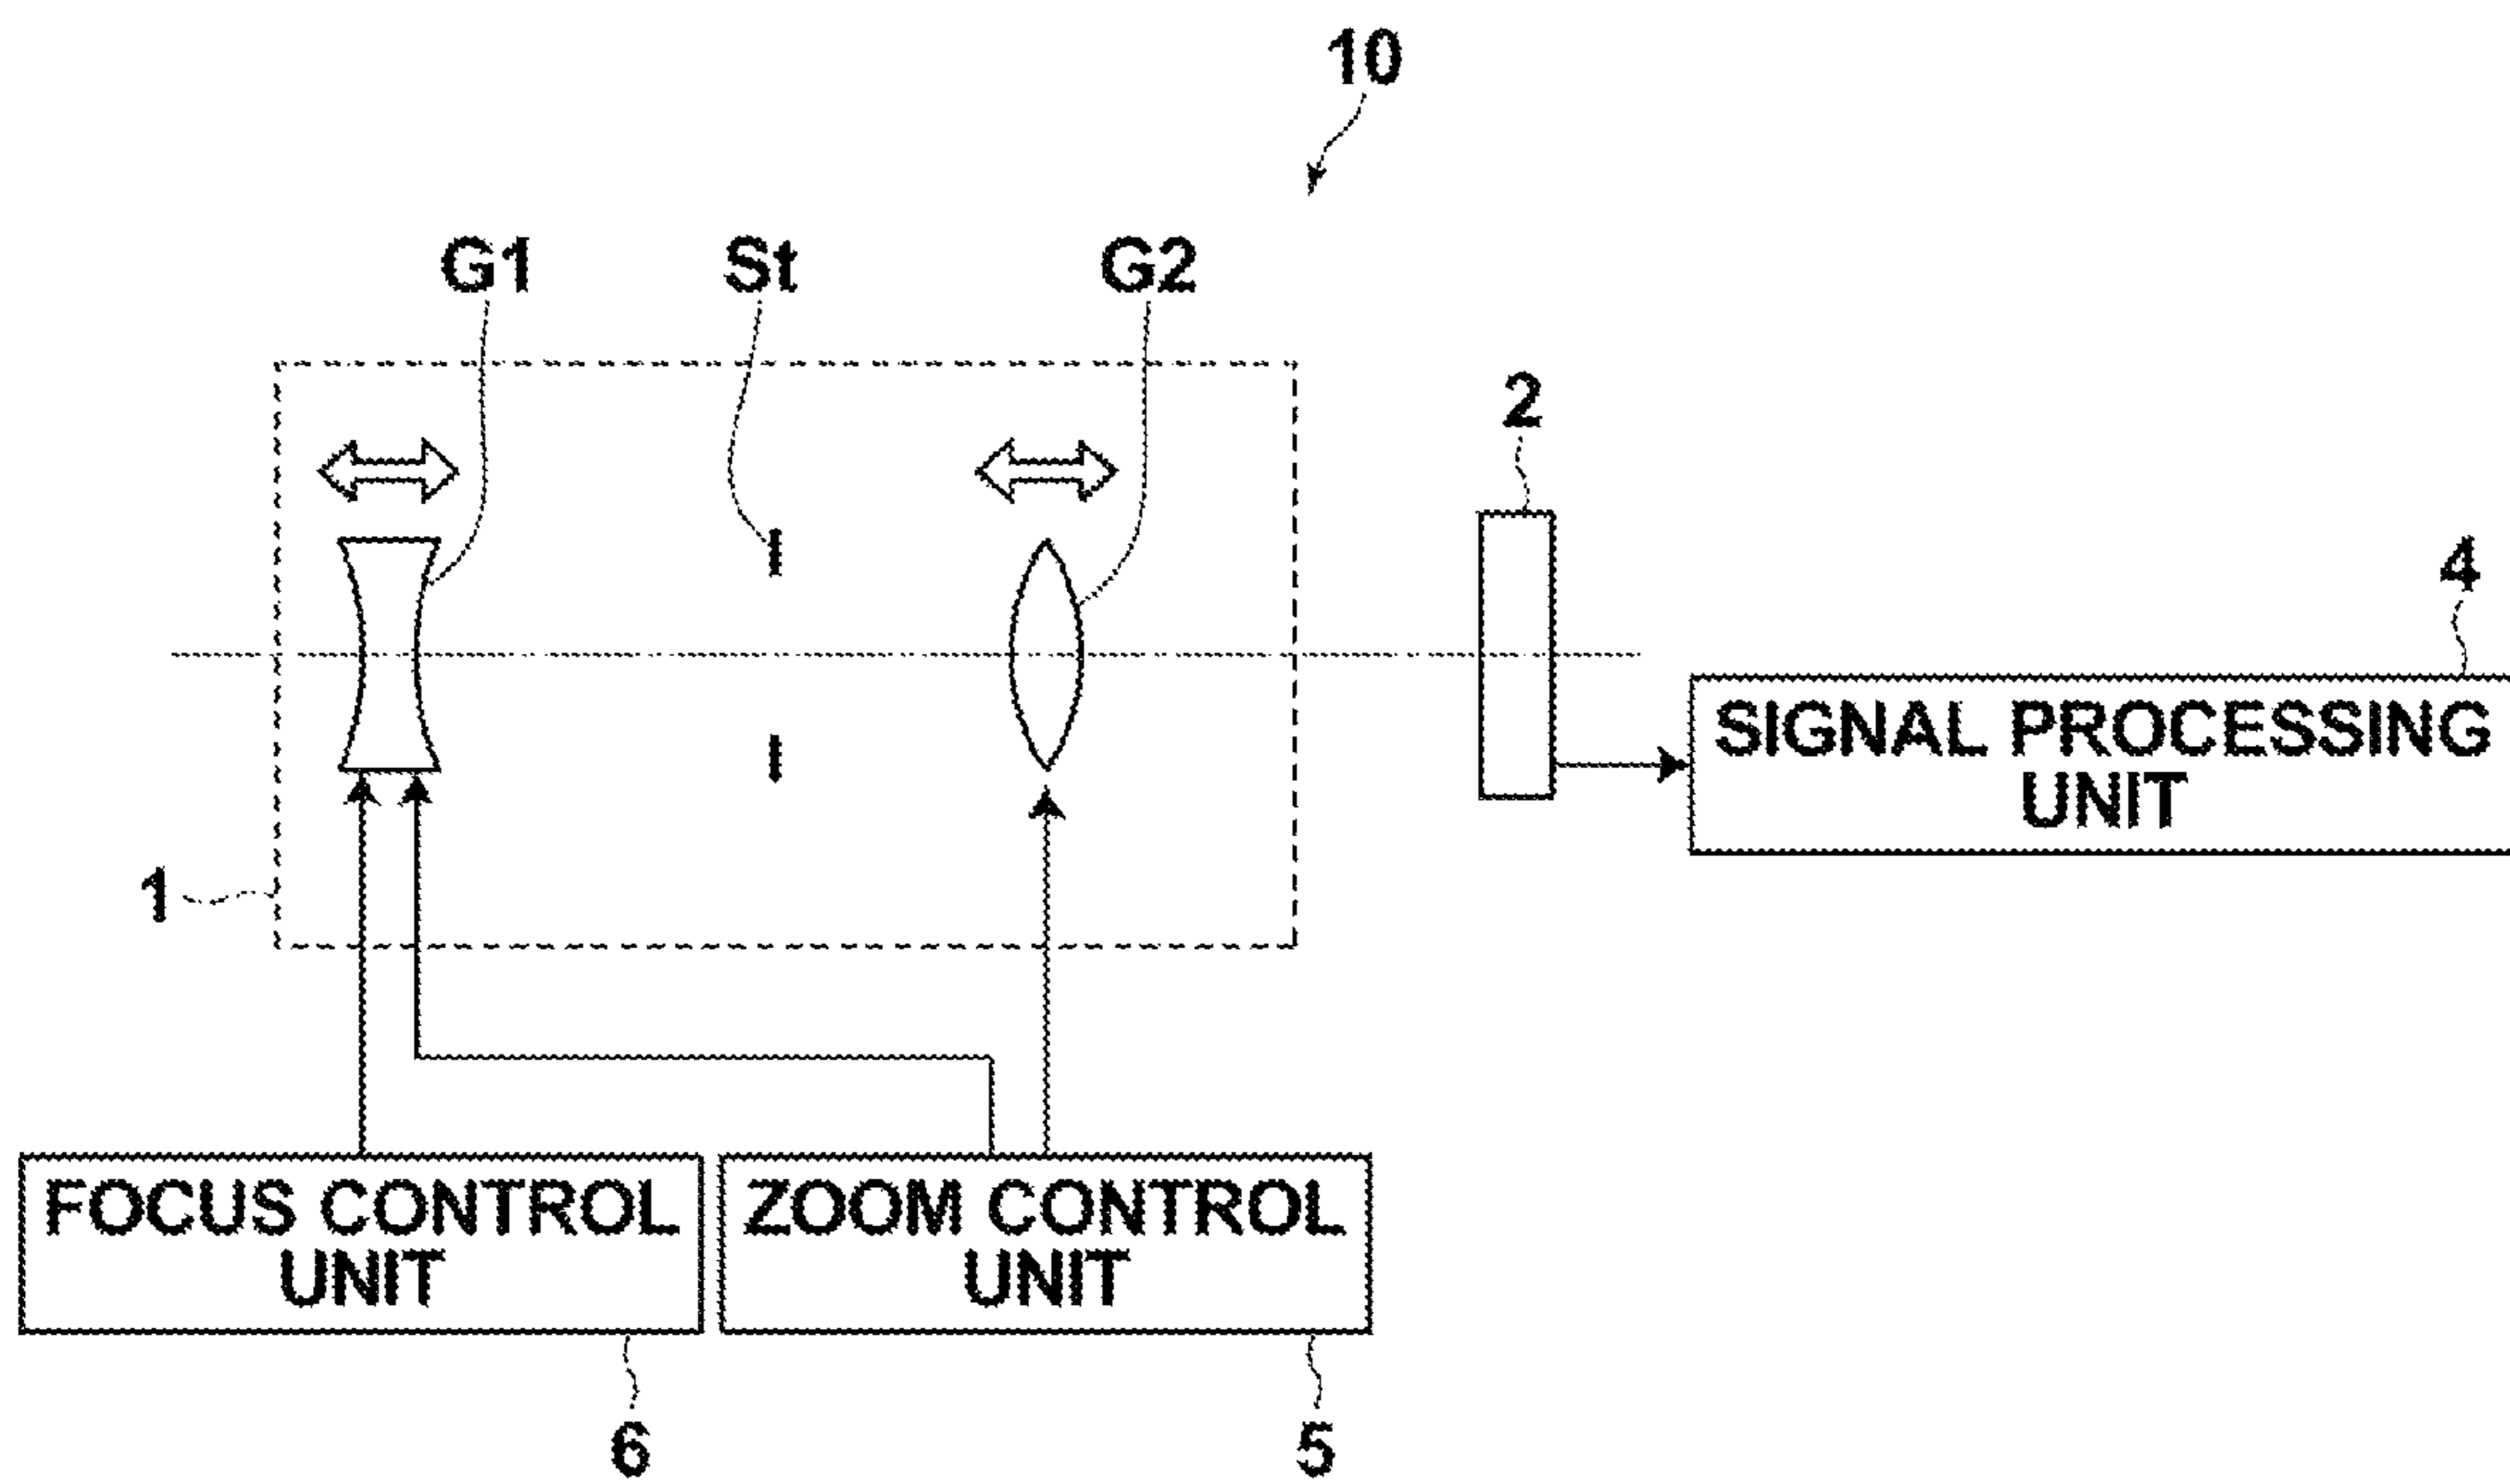 10
G1
St
G2
2
4
SIGNAL PROCESSING
UNIT
1
FOCUS CONTROL
UNIT
ZOOM CONTROL
UNIT
6
5